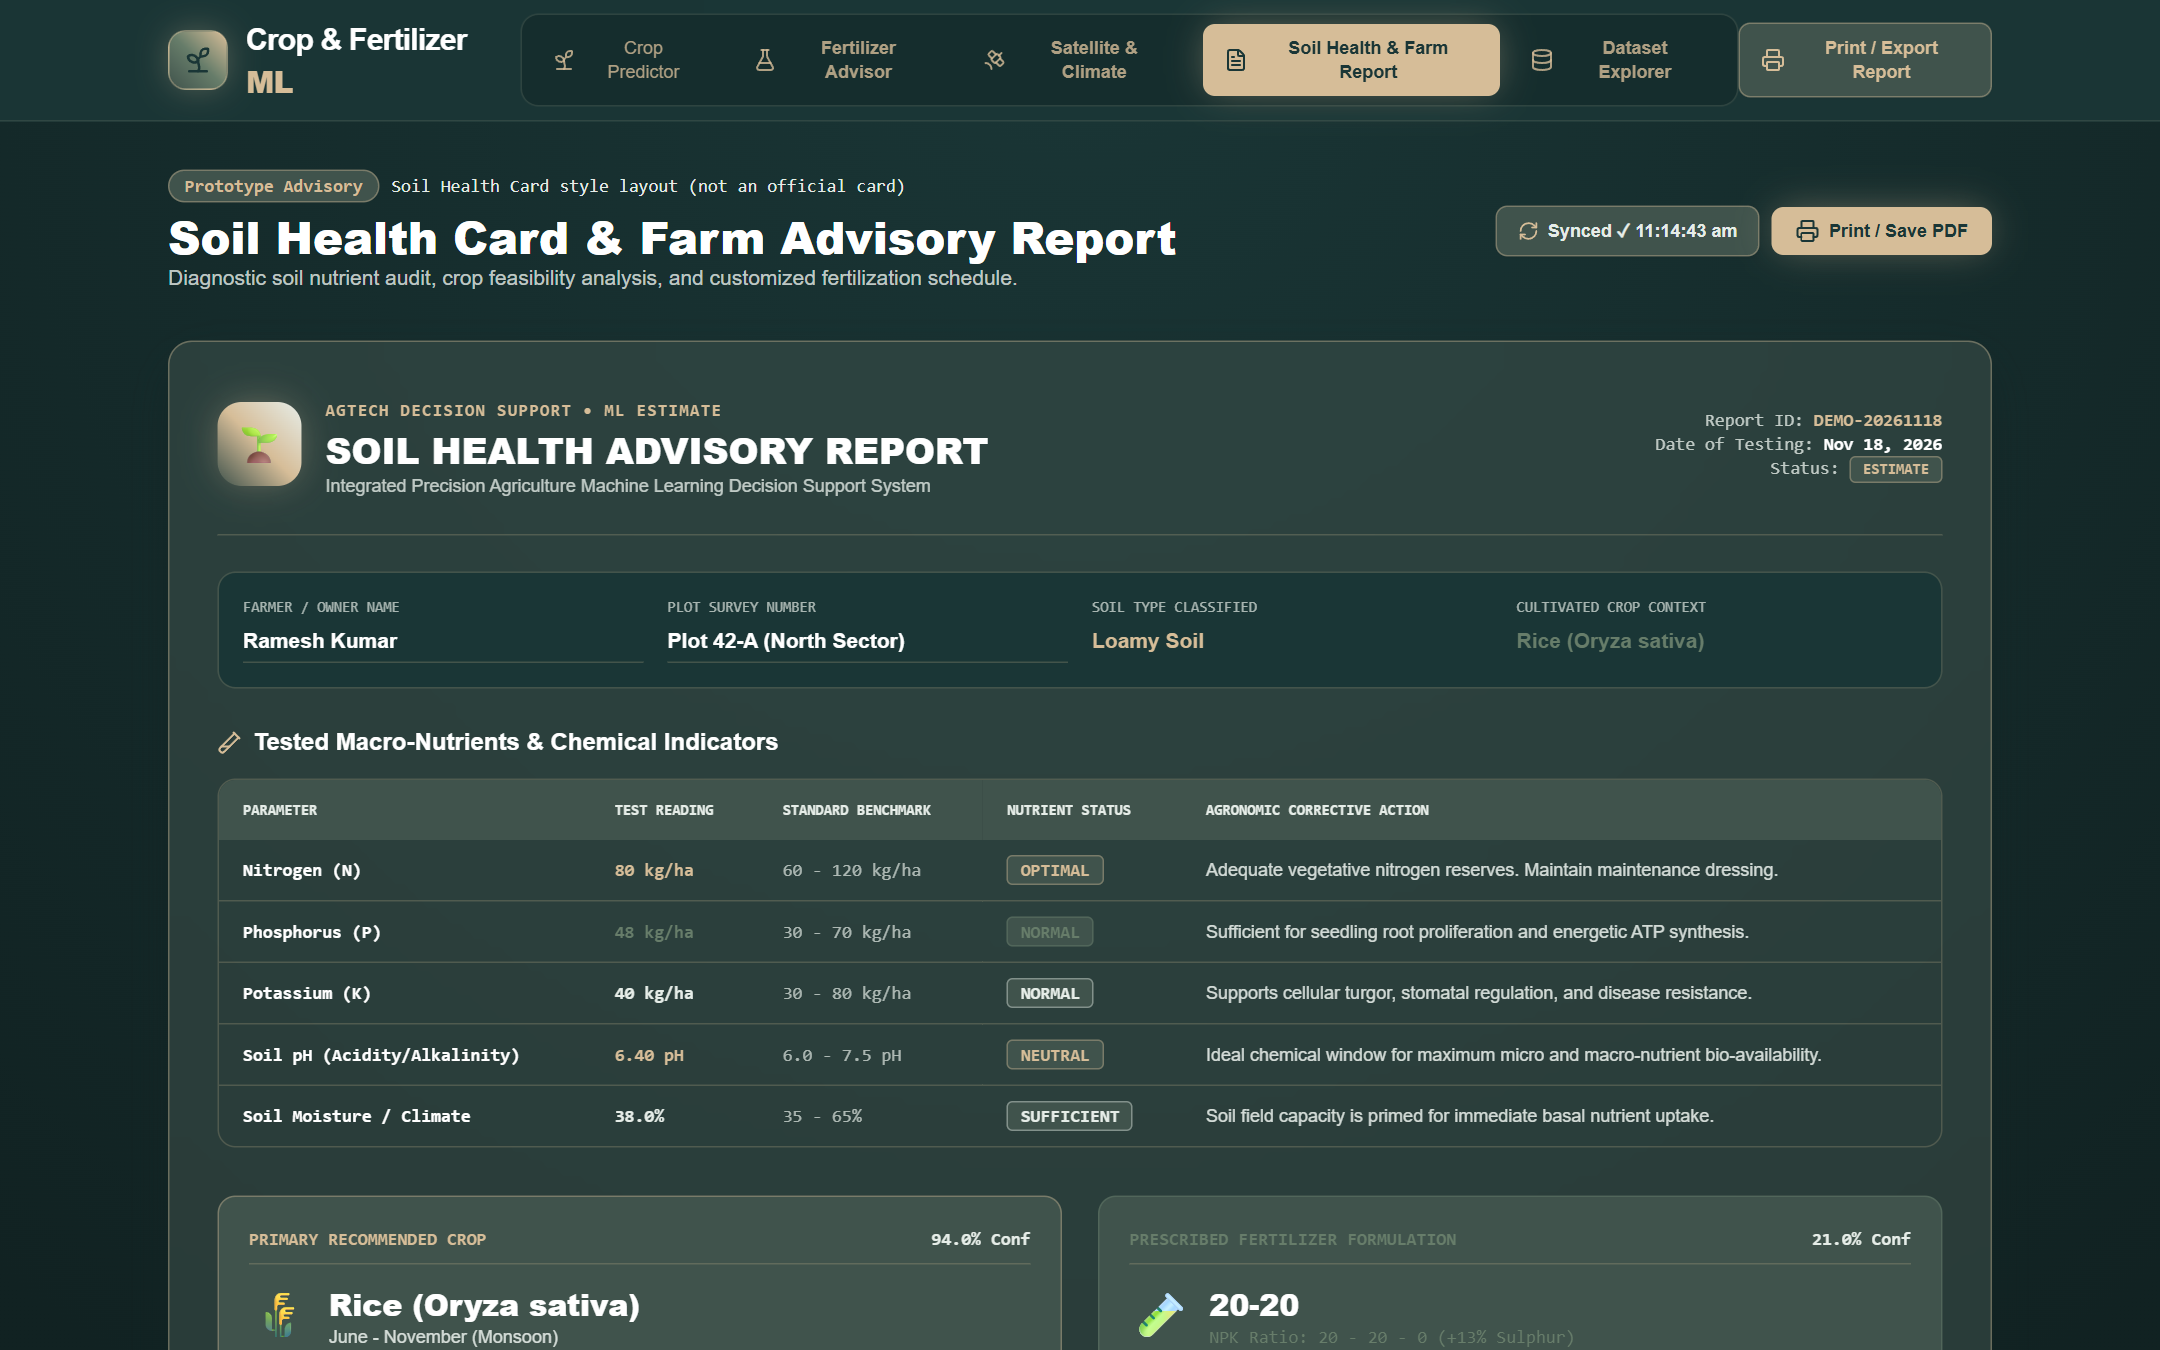 Crop & Fertilizer
ML
Crop
Predictor
Fertilizer
Advisor
Satellite &
Climate
Soil Health & Farm
Report
Dataset
Explorer
Print / Export
Report
Prototype Advisory Soil Health Card style layout (not an official card)
Soil Health Card & Farm Advisory Report
Diagnostic soil nutrient audit, crop feasibility analysis, and customized fertilization schedule.
Synced ✓ 11:14:43 am
Print / Save PDF
AGTECH DECISION SUPPORT • ML ESTIMATE
SOIL HEALTH ADVISORY REPORT
Integrated Precision Agriculture Machine Learning Decision Support System
Report ID: DEMO-20261118
Date of Testing: Nov 18, 2026
Status: ESTIMATE
FARMER / OWNER NAME
Ramesh Kumar
PLOT SURVEY NUMBER
Plot 42-A (North Sector)
SOIL TYPE CLASSIFIED
Loamy Soil
CULTIVATED CROP CONTEXT
Rice (Oryza sativa)
Tested Macro-Nutrients & Chemical Indicators
PARAMETER TEST READING STANDARD BENCHMARK NUTRIENT STATUS AGRONOMIC CORRECTIVE ACTION
Nitrogen (N) 80 kg/ha 60 - 120 kg/ha OPTIMAL Adequate vegetative nitrogen reserves. Maintain maintenance dressing.
Phosphorus (P) 48 kg/ha 30 - 70 kg/ha NORMAL Sufficient for seedling root proliferation and energetic ATP synthesis.
Potassium (K) 40 kg/ha 30 - 80 kg/ha NORMAL Supports cellular turgor, stomatal regulation, and disease resistance.
Soil pH (Acidity/Alkalinity) 6.40 pH 6.0 - 7.5 pH NEUTRAL Ideal chemical window for maximum micro and macro-nutrient bio-availability.
Soil Moisture / Climate 38.0% 35 - 65% SUFFICIENT Soil field capacity is primed for immediate basal nutrient uptake.
PRIMARY RECOMMENDED CROP 94.0% Conf
Rice (Oryza sativa)
June - November (Monsoon)
PRESCRIBED FERTILIZER FORMULATION 21.0% Conf
20-20
NPK Ratio: 20 - 20 - 0 (+13% Sulphur)